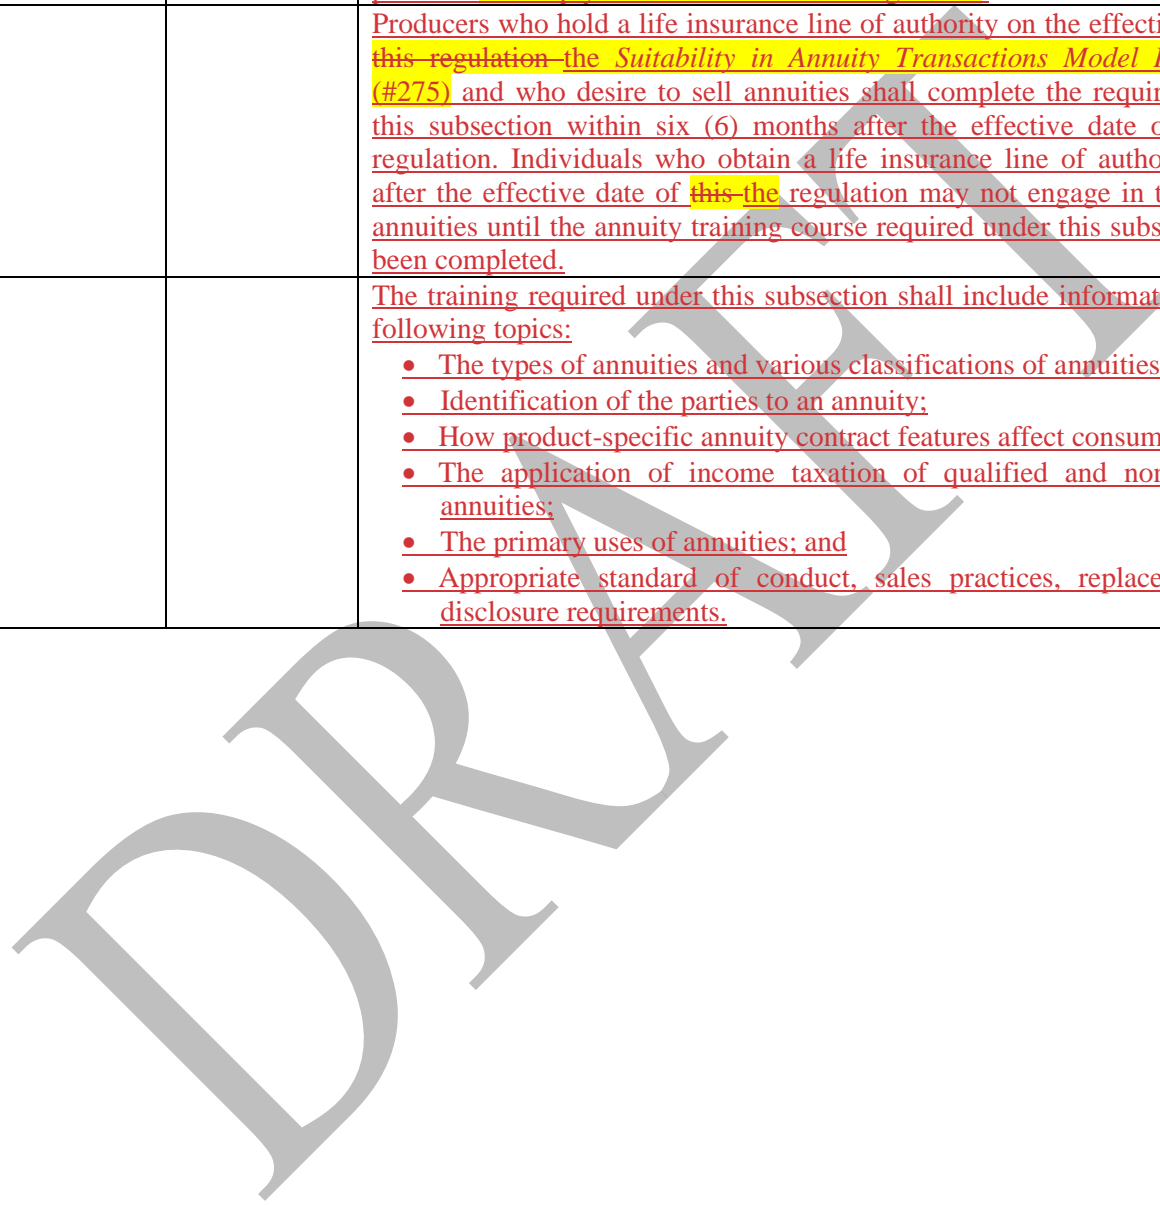 Producers who hold a life insurance line of authority on the effecti
this regulation the Suitability in Annuity Transactions Model
(#275) and who desire to sell annuities shall complete the requir
this subsection within six (6) months after the effective date o
regulation. Individuals who obtain a life insurance line of autho
after the effective date of this the regulation may not engage in t
annuities until the annuity training course required under this subs
been completed.
The training required under this subsection shall include informat
following topics:
• The types of annuities and various classifications of annuities
• Identification of the parties to an annuity;
• How product-specific annuity contract features affect consum
• The application of income taxation of qualified and non
annuities;
• The primary uses of annuities; and
• Appropriate standard of conduct, sales practices, replace
disclosure requirements.
DRAFT